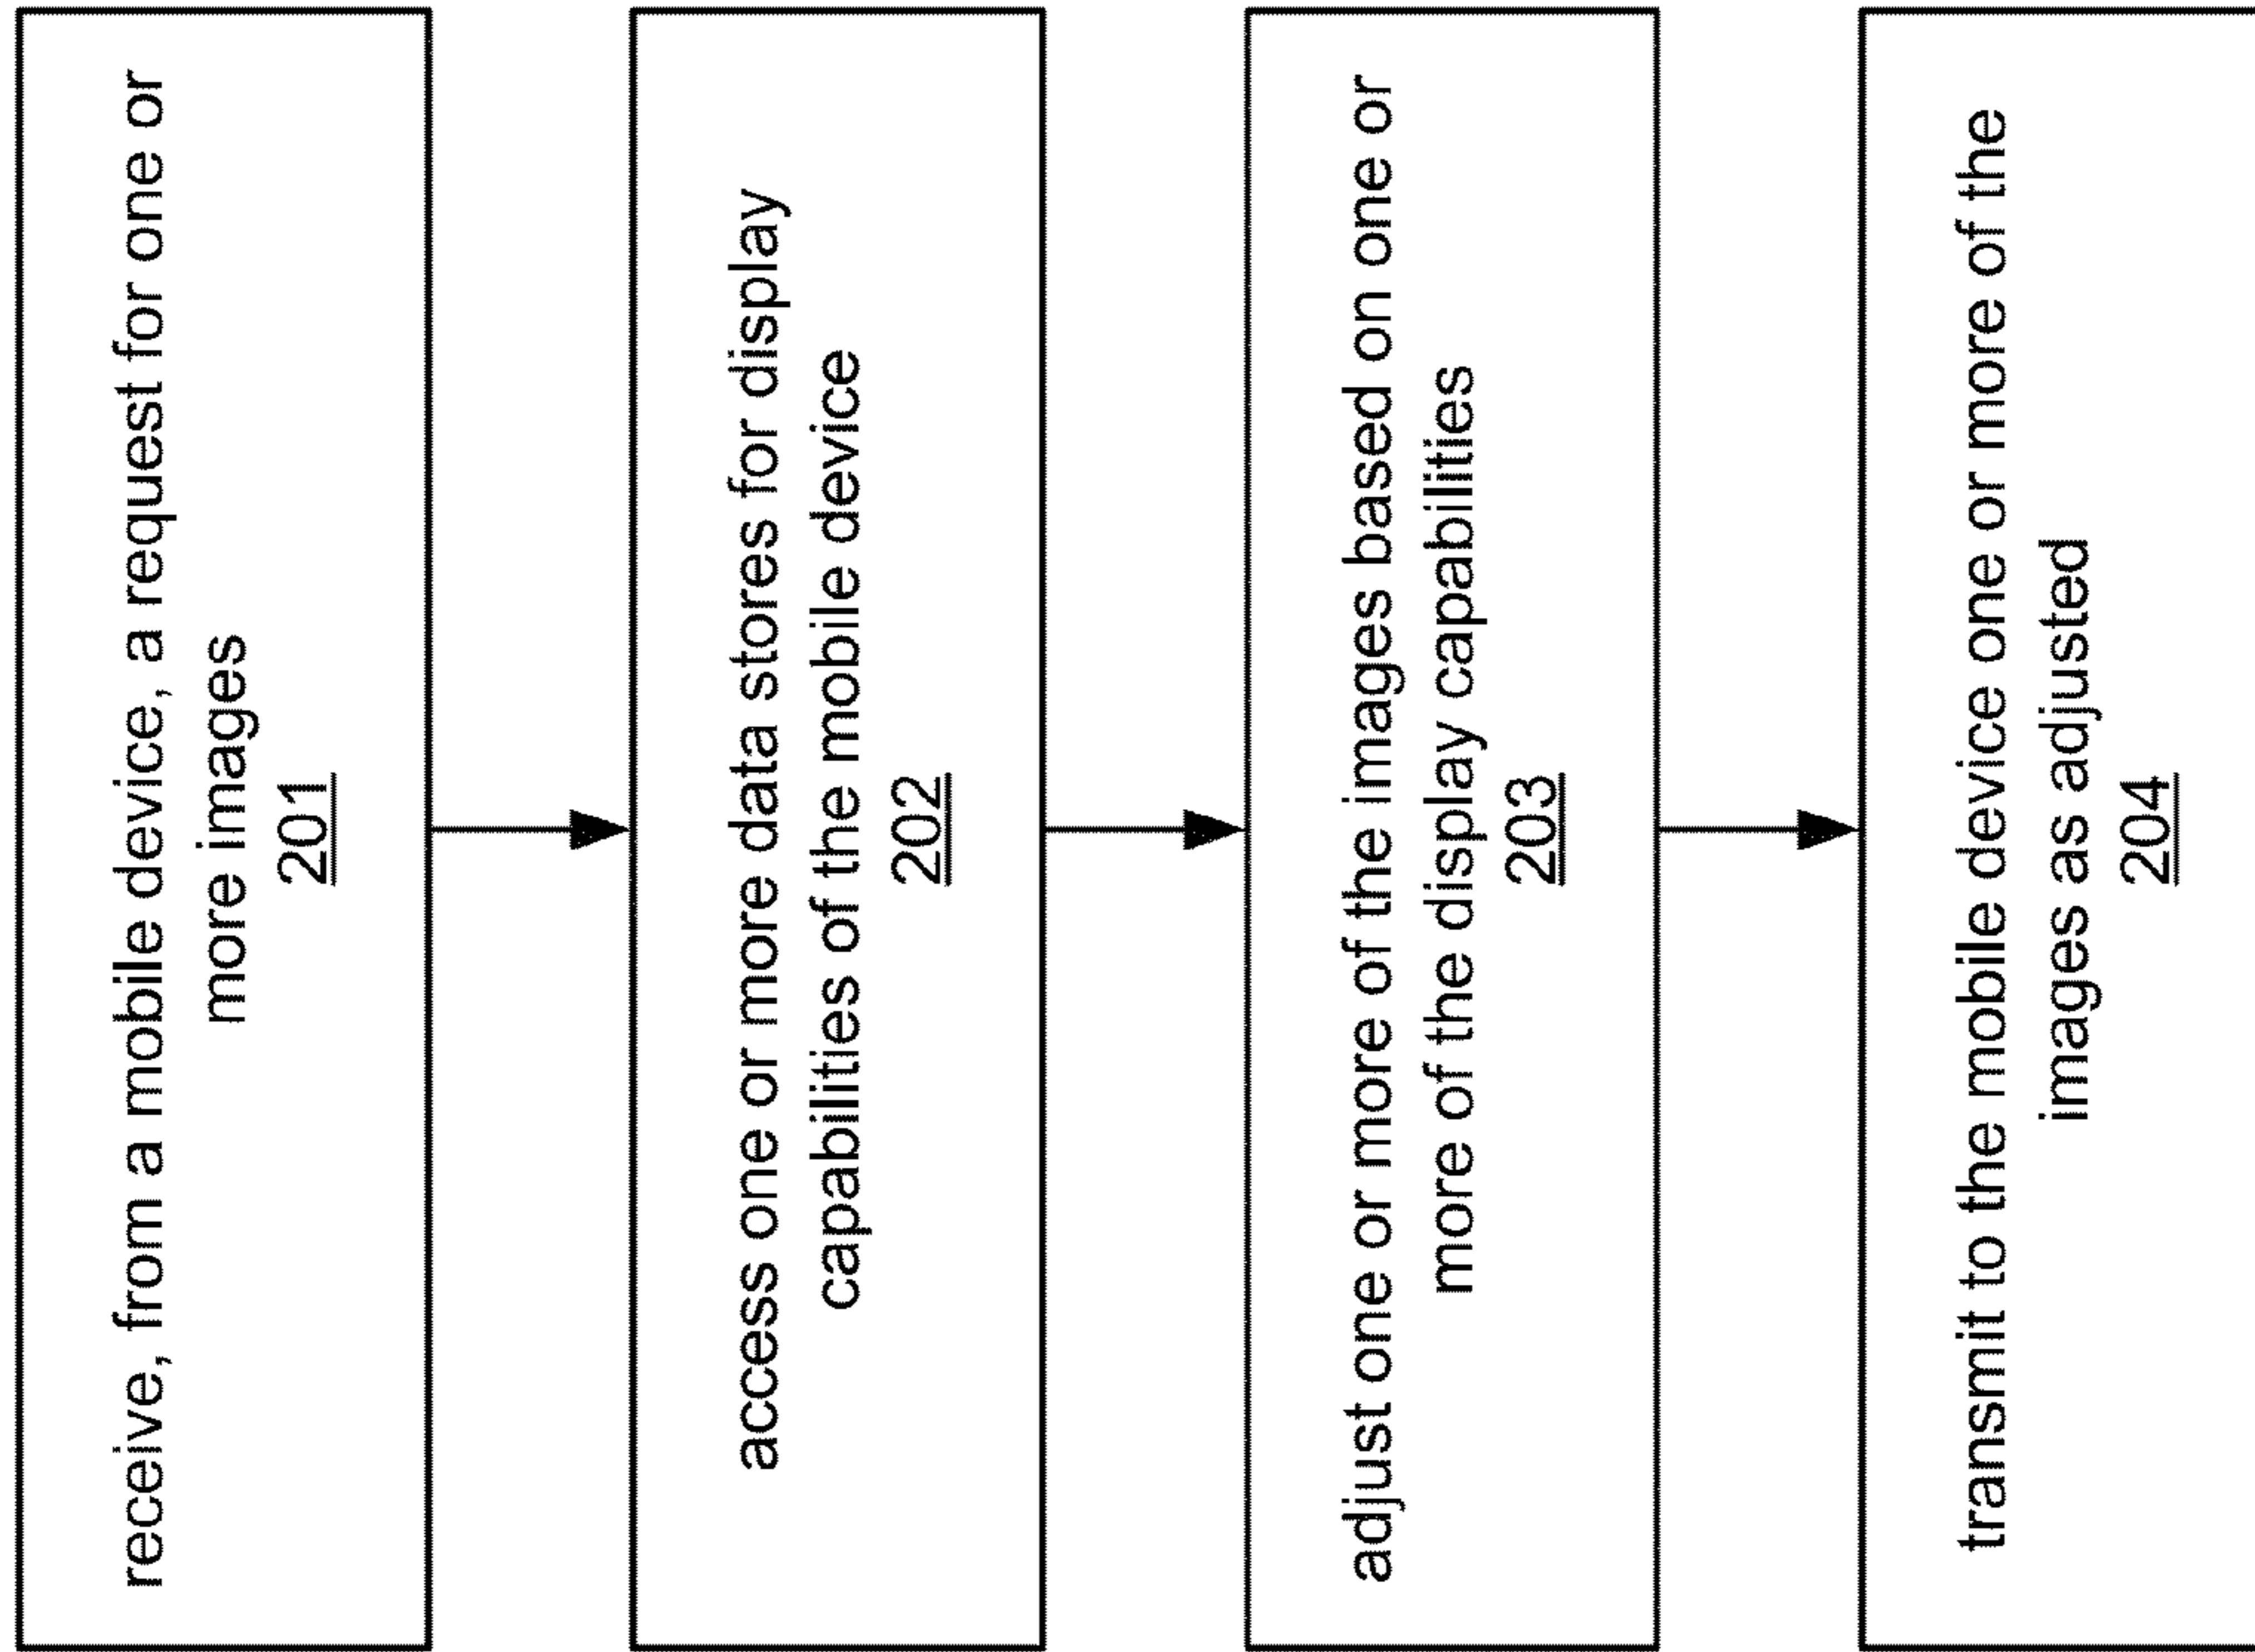 receive, from a mobile device, a request for one or
more images
201
access one or more data stores for display
capabilities of the mobile device
202
adjust one or more of the images based on one or
more of the display capabilities
203
transmit to the mobile device one or more of the
images as adjusted
204